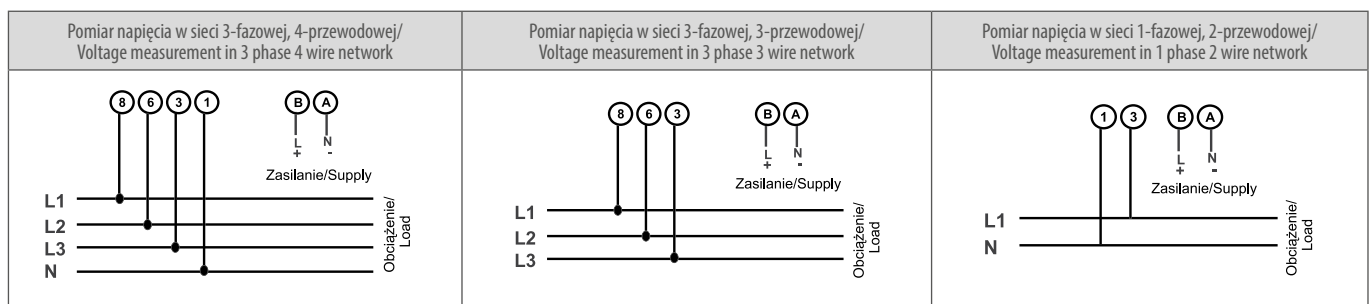 Pomiar napięcia w sieci 3-fazowej, 4-przewodowej/
Voltage measurement in 3 phase 4 wire network
8 6 3 1 B A
L N
+ -
Zasilanie/Supply
L1
L2
L3
N
Obciążenie/
Load
Pomiar napięcia w sieci 3-fazowej, 3-przewodowej/
Voltage measurement in 3 phase 3 wire network
8 6 3 B A
L N
+ -
Zasilanie/Supply
L1
L2
L3
Obciążenie/
Load
Pomiar napięcia w sieci 1-fazowej, 2-przewodowej/
Voltage measurement in 1 phase 2 wire network
1 3 B A
L N
+ -
Zasilanie/Supply
L1
N
Obciążenie/
Load